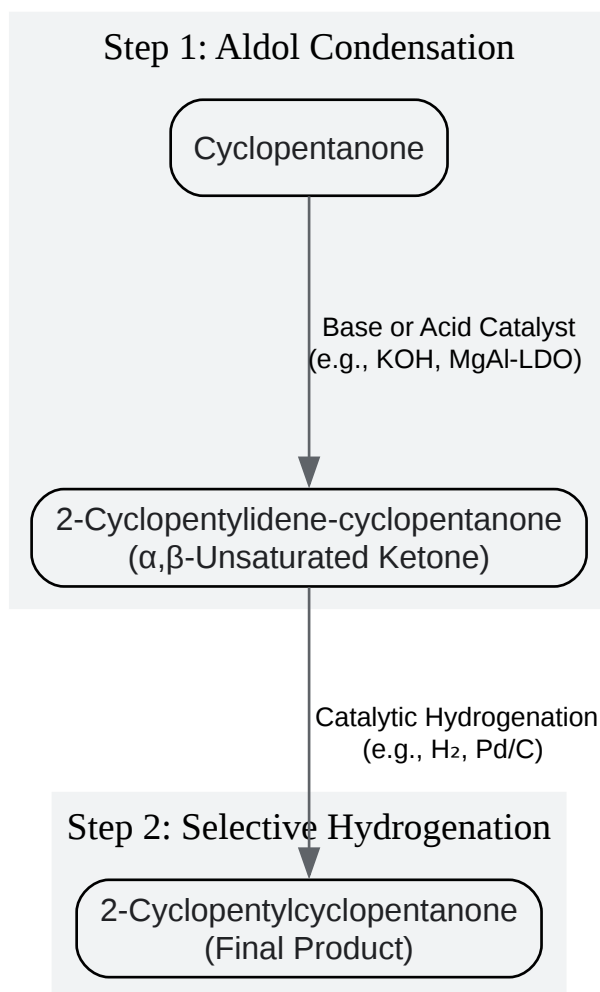 Step 1: Aldol Condensation
Cyclopentanone
Base or Acid Catalyst
(e.g., KOH, MgAl-LDO)
2-Cyclopentylidene-cyclopentanone
(α,β-Unsaturated Ketone)
Catalytic Hydrogenation
(e.g., H₂, Pd/C)
Step 2: Selective Hydrogenation
2-Cyclopentylcyclopentanone
(Final Product)